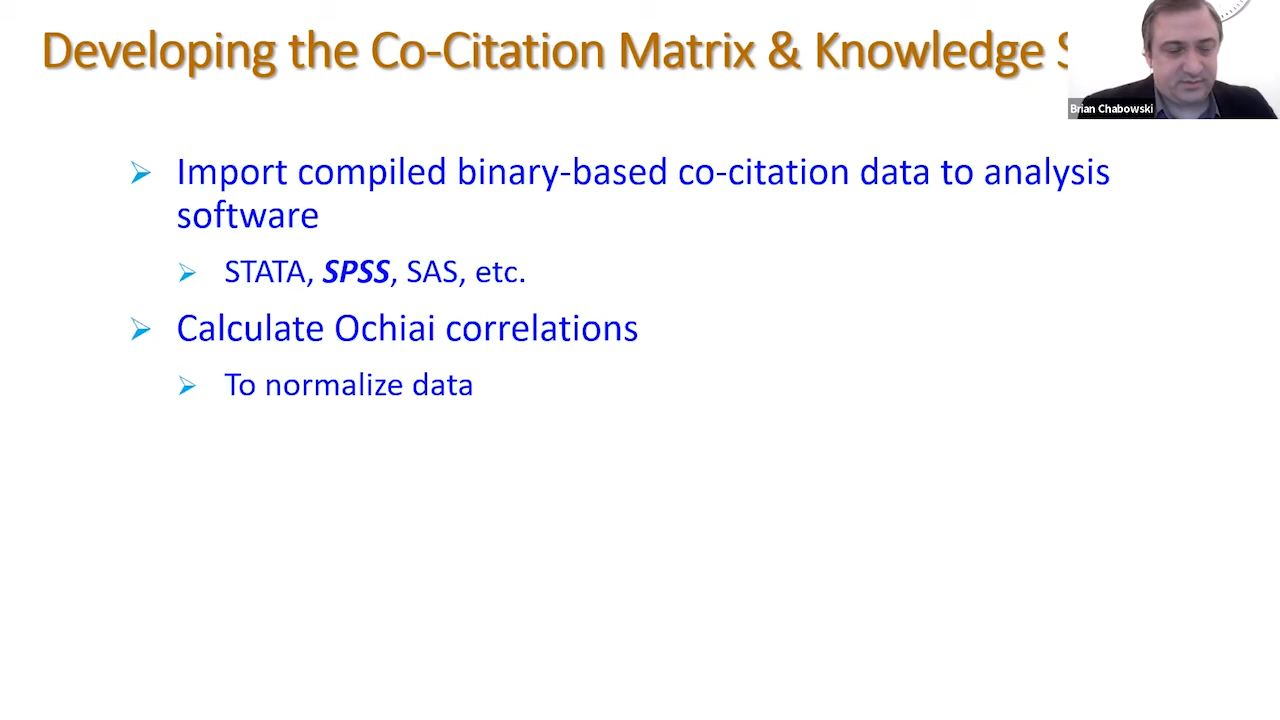 Developing the Co-Citation Matrix & Knowledge
Brian Chabowski
➢ Import compiled binary-based co-citation data to analysis
software
➢ STATA, SPSS, SAS, etc.
➢ Calculate Ochiai correlations
➢ To normalize data